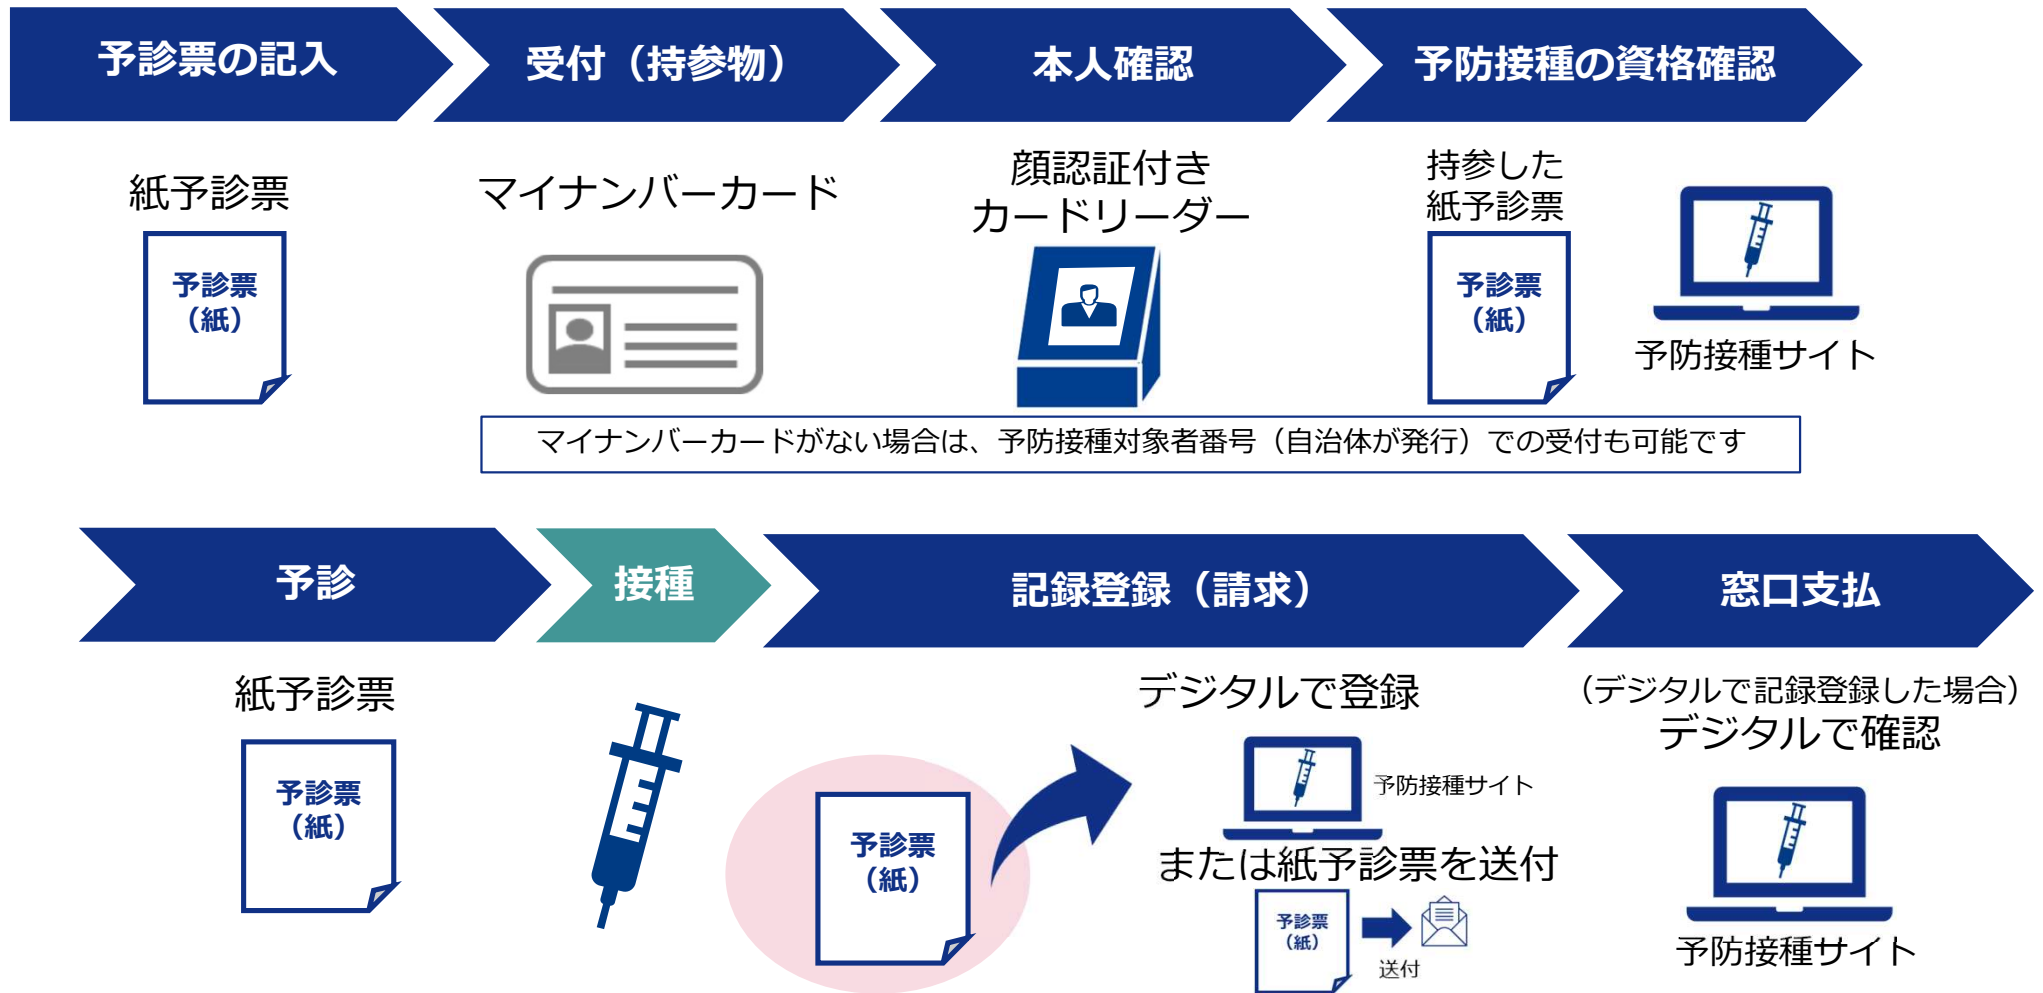 予診票の記入
受付（持参物）
本人確認
予防接種の資格確認
紙予診票
予診票
（紙）
マイナンバーカード
顔認証付き
カードリーダー
持参した
紙予診票
予診票
（紙）
予防接種サイト
マイナンバーカードがない場合は、予防接種対象者番号（自治体が発行）での受付も可能です
予診
接種
記録登録（請求）
窓口支払
紙予診票
予診票
（紙）
予診票
（紙）
デジタルで登録
予防接種サイト
または紙予診票を送付
予診票
（紙）
送付
（デジタルで記録登録した場合）
デジタルで確認
予防接種サイト